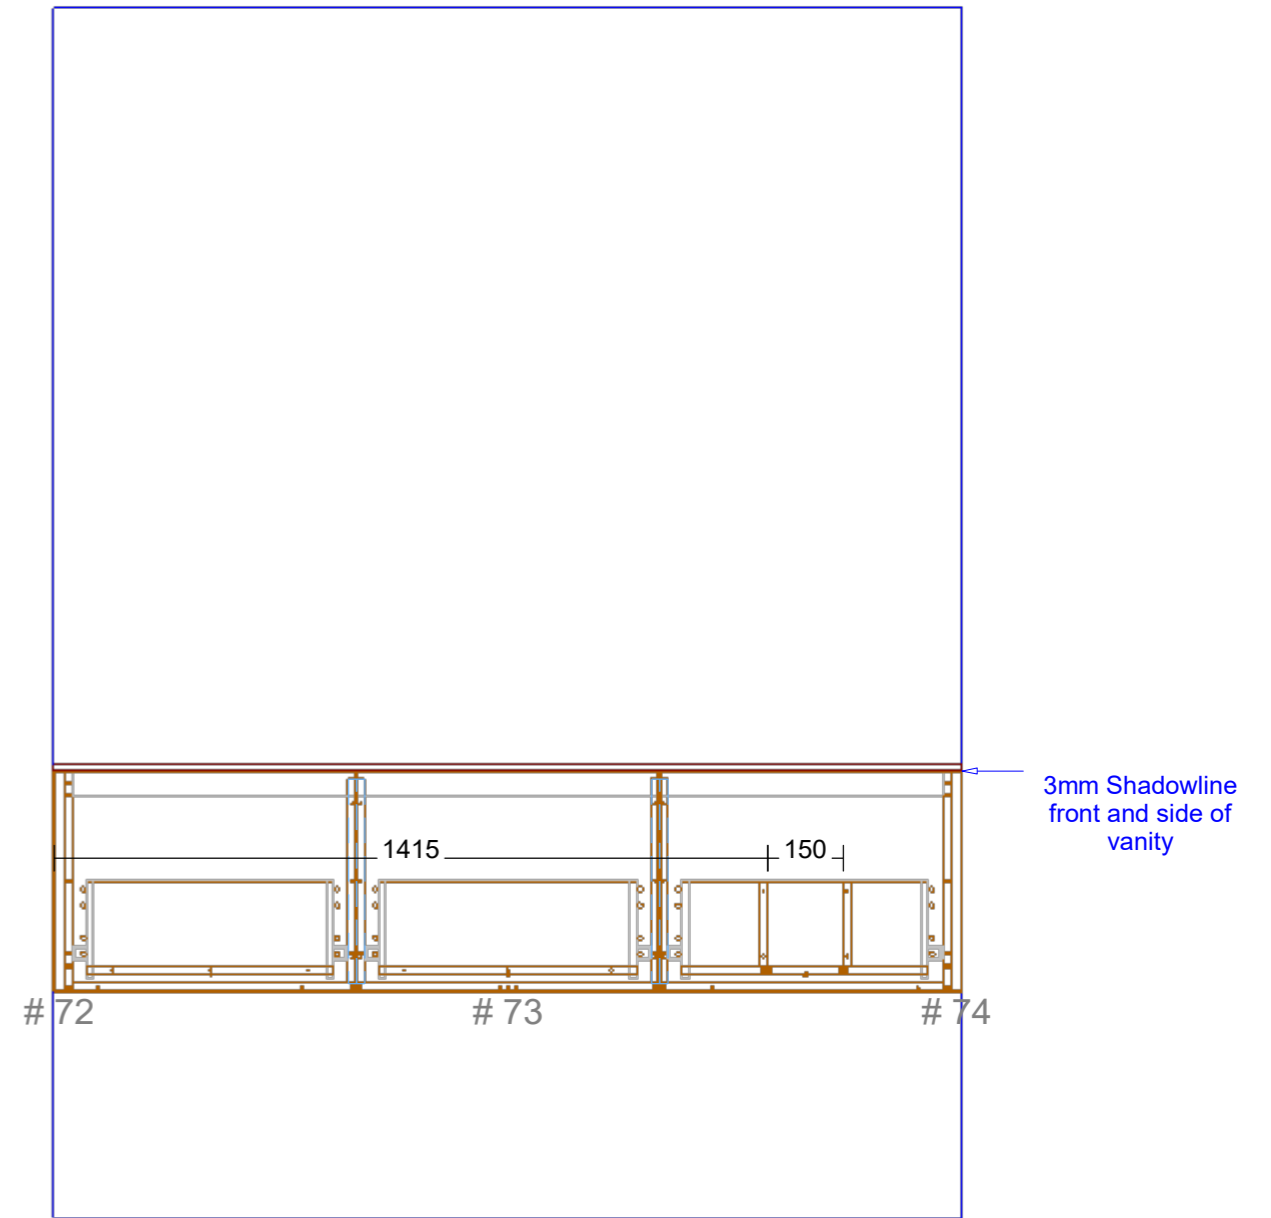 3mm Shadowline
front and side of
vanity
1415
150
# 72
# 73
# 74